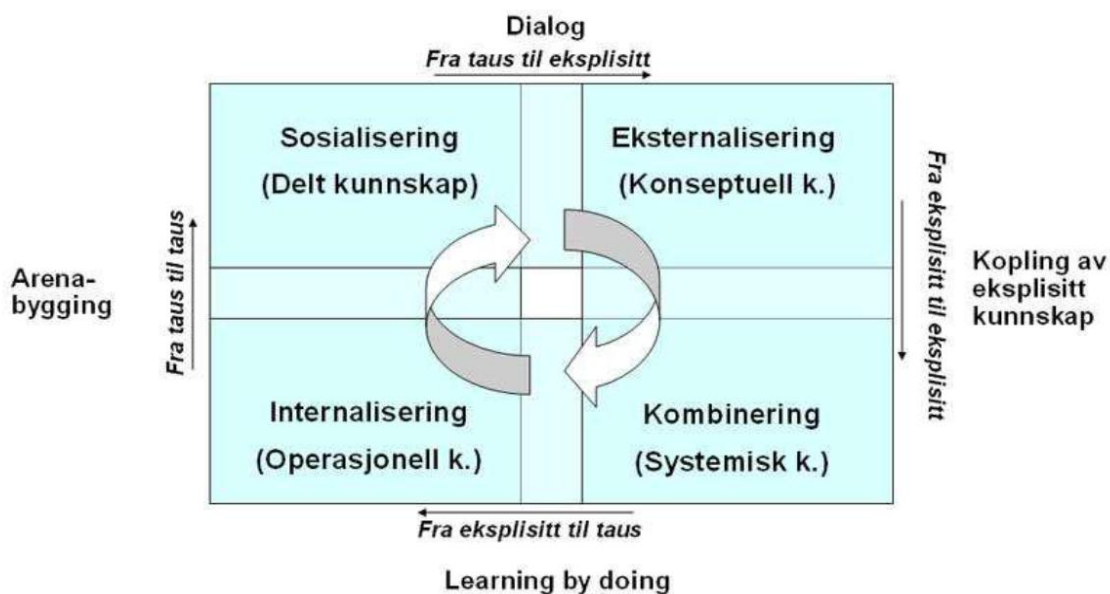 Dialog
Fra taus til eksplisitt
Sosialisering
(Delt kunnskap)
Eksternalisering
(Konseptuell k.)
Arena-
bygging
Fra taus til taus
Fra eksplisitt til eksplisitt
Kopling av
eksplisitt
kunnskap
Internalisering
(Operasjonell k.)
Kombinering
(Systemisk k.)
Fra eksplisitt til taus
Learning by doing